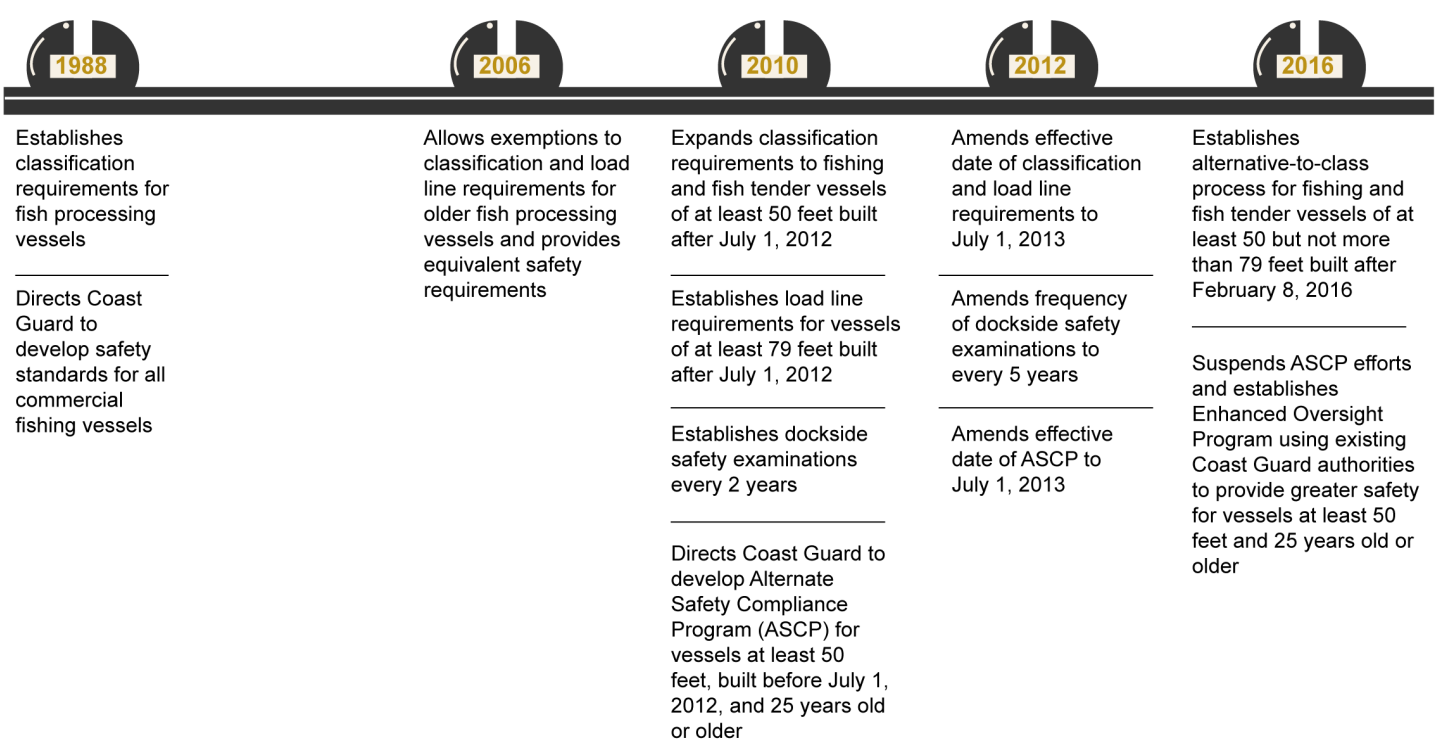 1988
Establishes
classification
requirements for
fish processing
vessels
Directs Coast
Guard to
develop safety
standards for all
commercial
fishing vessels
2006
Allows exemptions to
classification and load
line requirements for
older fish processing
vessels and provides
equivalent safety
requirements
2010
Expands classification
requirements to fishing
and fish tender vessels
of at least 50 feet built
after July 1, 2012
Establishes load line
requirements for vessels
of at least 79 feet built
after July 1, 2012
Establishes dockside
safety examinations
every 2 years
Directs Coast Guard to
develop Alternate
Safety Compliance
Program (ASCP) for
vessels at least 50
feet, built before July 1,
2012, and 25 years old
or older
2012
Amends effective
date of classification
and load line
requirements to
July 1, 2013
Amends frequency
of dockside safety
examinations to
every 5 years
Amends effective
date of ASCP to
July 1, 2013
2016
Establishes
alternative-to-class
process for fishing and
fish tender vessels of at
least 50 but not more
than 79 feet built after
February 8, 2016
Suspends ASCP efforts
and establishes
Enhanced Oversight
Program using existing
Coast Guard authorities
to provide greater safety
for vessels at least 50
feet and 25 years old or
older